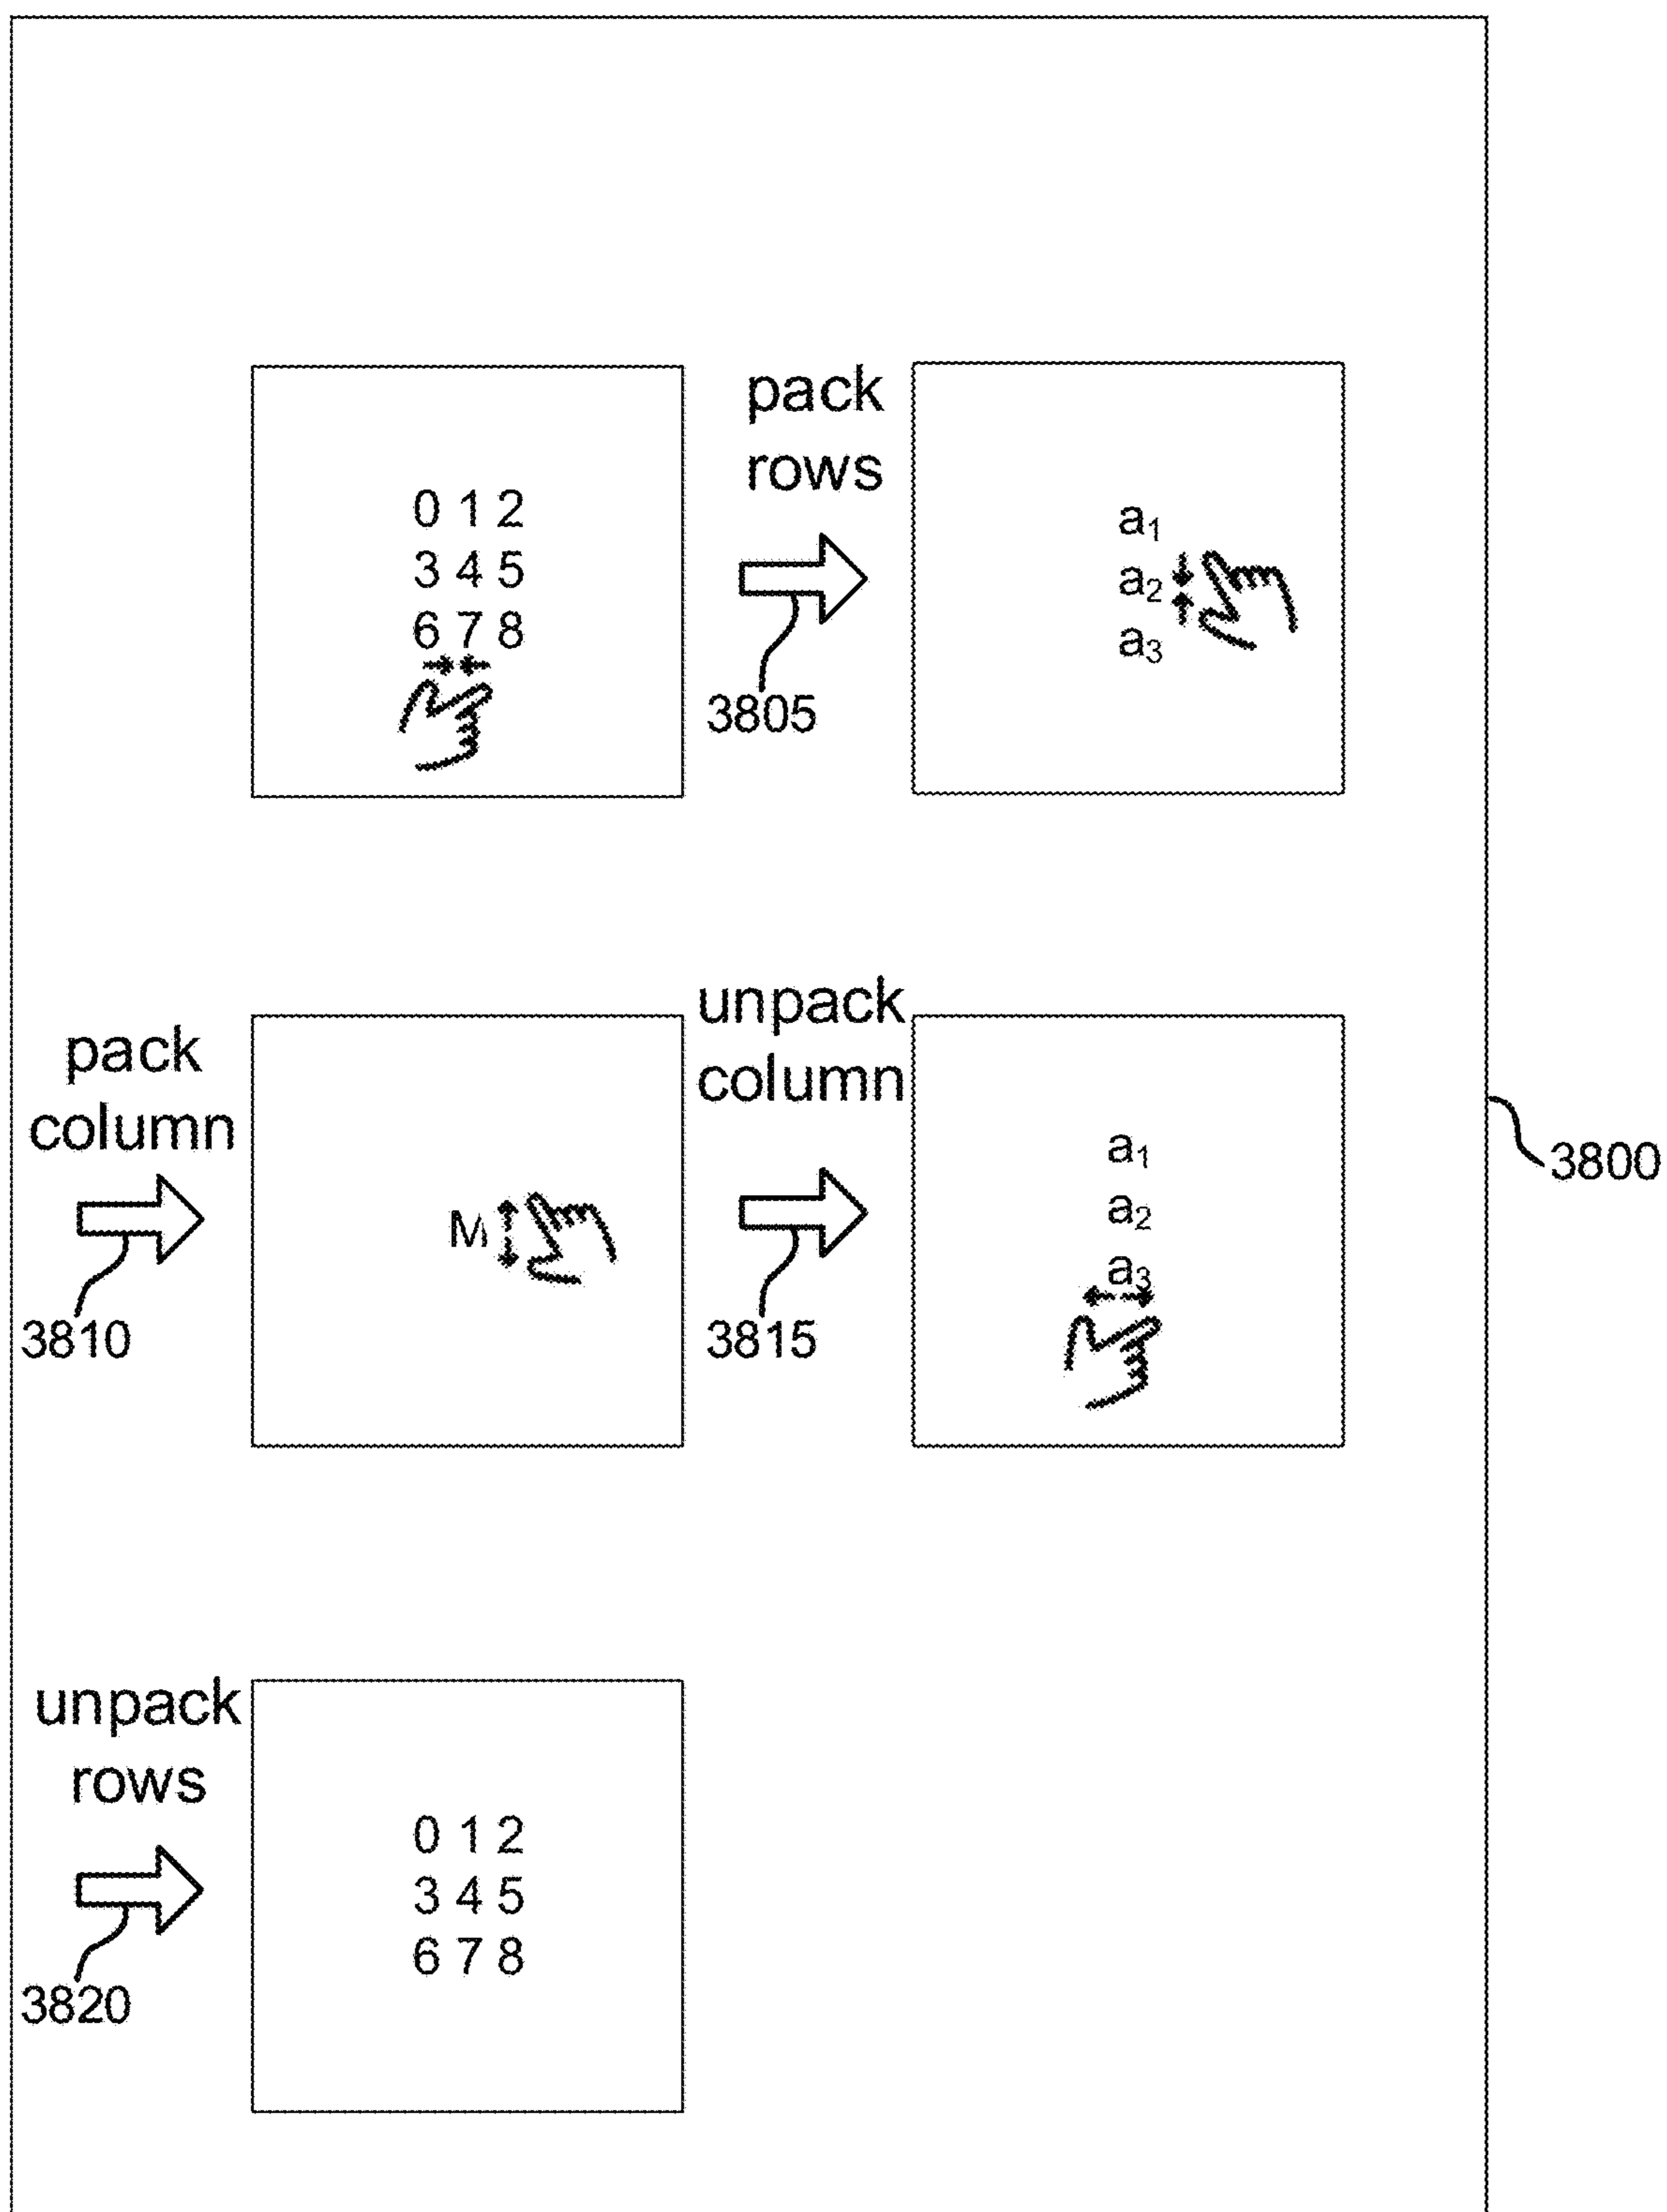 pack
rows
0 1 2
3 4 5
6 7 8
3805
a₁
a₂
a₃
pack
column
3810
M
unpack
column
3815
a₁
a₂
a₃
3800
unpack
rows
3820
0 1 2
3 4 5
6 7 8